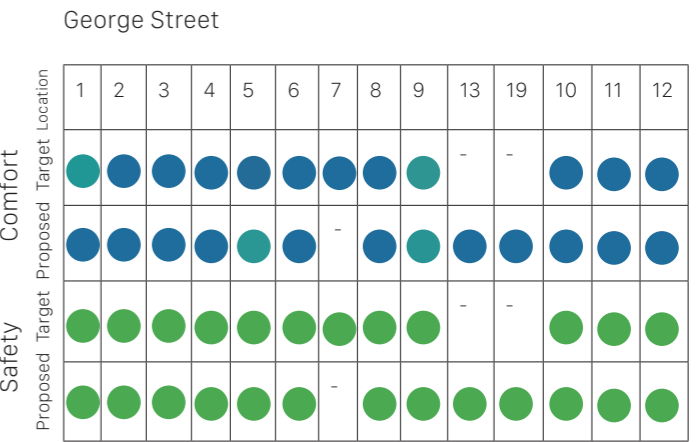 George Street
Location 1 2 3 4 5 6 7 8 9 13 19 10 11 12
Comfort
Target - -
Proposed -
Safety
Target - -
Proposed -